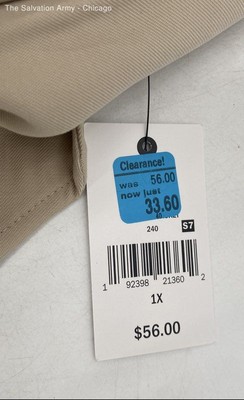 The Salvation Army - Chicago
Clearance!
was 56.00
now just
33.60
240
S7
1 92398 21360 2
1X
$56.00